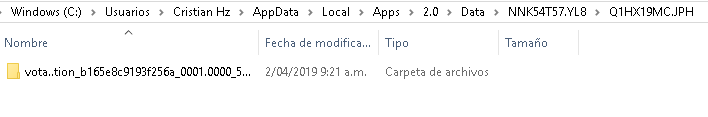 Windows (C:) > Usuarios > Cristian Hz > AppData > Local > Apps > 2.0 > Data > NNK54T57.YL8 > Q1HX19MC.JPH
Nombre Fecha de modifica... Tipo Tamaño
vota..tion_b165e8c9193f256a_0001.0000_5... 2/04/2019 9:21 a.m. Carpeta de archivos